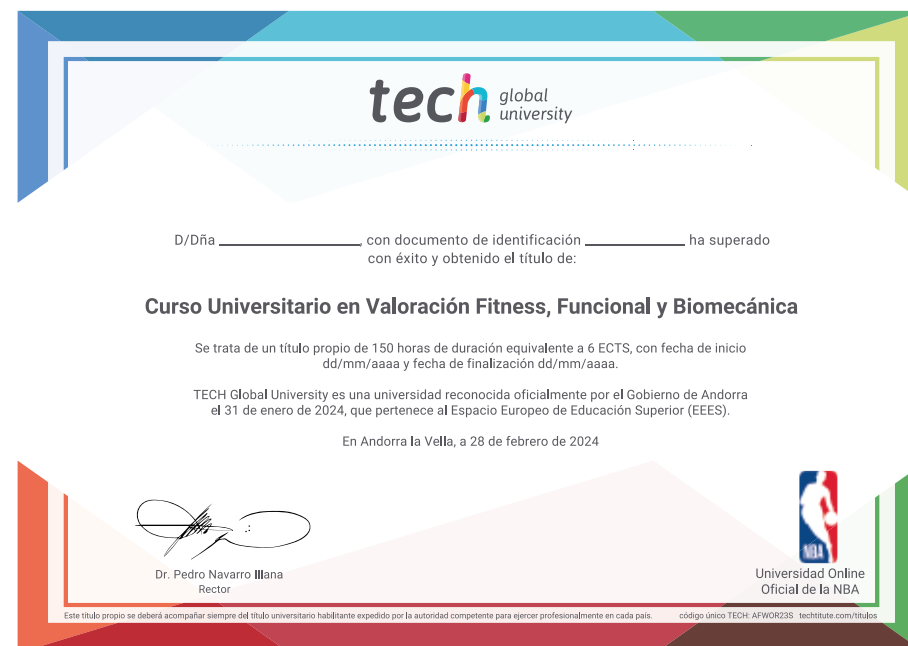 tech global university
D/Dña ______________, con documento de identificación __________ ha superado
con éxito y obtenido el título de:
Curso Universitario en Valoración Fitness, Funcional y Biomecánica
Se trata de un título propio de 150 horas de duración equivalente a 6 ECTS, con fecha de inicio
dd/mm/aaaa y fecha de finalización dd/mm/aaaa.
TECH Global University es una universidad reconocida oficialmente por el Gobierno de Andorra
el 31 de enero de 2024, que pertenece al Espacio Europeo de Educación Superior (EEES).
En Andorra la Vella, a 28 de febrero de 2024
Dr. Pedro Navarro Illana
Rector
NBA
Universidad Online
Oficial de la NBA
Este título propio se deberá acompañar siempre del título universitario habilitante expedido por la autoridad competente para ejercer profesionalmente en cada país.
código único TECH: AFWOR23S techtitute.com/titulos